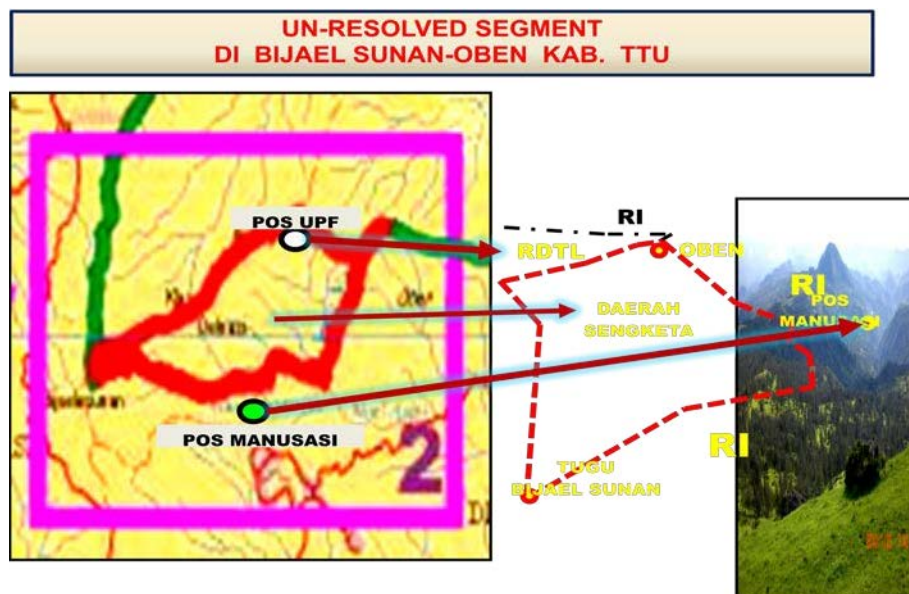 UN-RESOLVED SEGMENT
DI BIJAEL SUNAN-OBEN KAB. TTU
POS UPF
RI
RDTL
OBEN
RI
POS
MANUSASI
DAERAH
SENGKETA
Oben
POS MANUSASI
2
RI
TUGU
BIJAEL SUNAN